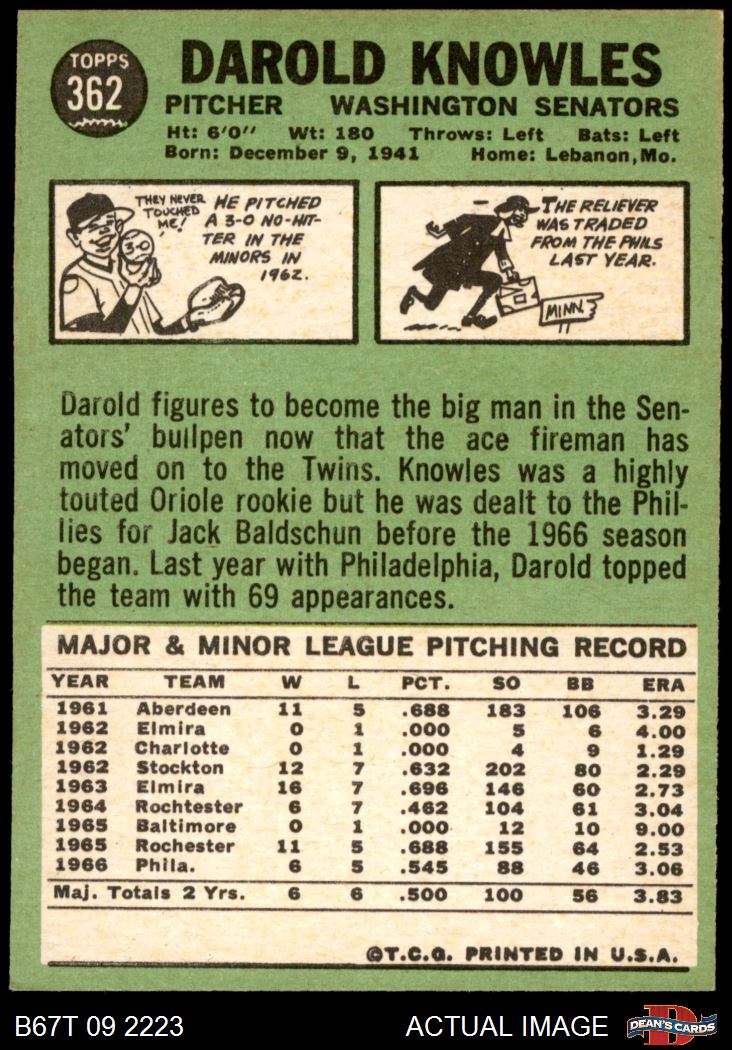 TOPPS
362
DAROLD KNOWLES
PITCHER WASHINGTON SENATORS
Ht: 6'0" Wt: 180 Throws: Left Bats: Left
Born: December 9, 1941 Home: Lebanon, Mo.
THEY NEVER
TOUCHED
ME!
HE PITCHED
A 3-0 NO-HIT-
TER IN THE
MINORS IN
1962.
3-0
THE RELIEVER
WAS TRADED
FROM THE PHILS
LAST YEAR.
MINN.
Darold figures to become the big man in the Sen-
ators' bullpen now that the ace fireman has
moved on to the Twins. Knowles was a highly
touted Oriole rookie but he was dealt to the Phil-
lies for Jack Baldschun before the 1966 season
began. Last year with Philadelphia, Darold topped
the team with 69 appearances.
MAJOR & MINOR LEAGUE PITCHING RECORD
YEAR TEAM W L PCT. SO BB ERA
1961 Aberdeen 11 5 .688 183 106 3.29
1962 Elmira 0 1 .000 5 6 4.00
1962 Charlotte 0 1 .000 4 9 1.29
1962 Stockton 12 7 .632 202 80 2.29
1963 Elmira 16 7 .696 146 60 2.73
1964 Rochtester 6 7 .462 104 61 3.04
1965 Baltimore 0 1 .000 12 10 9.00
1965 Rochester 11 5 .688 155 64 2.53
1966 Phila. 6 5 .545 88 46 3.06
Maj. Totals 2 Yrs. 6 6 .500 100 56 3.83
©T.C.G. PRINTED IN U.S.A.
B67T 09 2223 ACTUAL IMAGE
D
DEAN'S CARDS